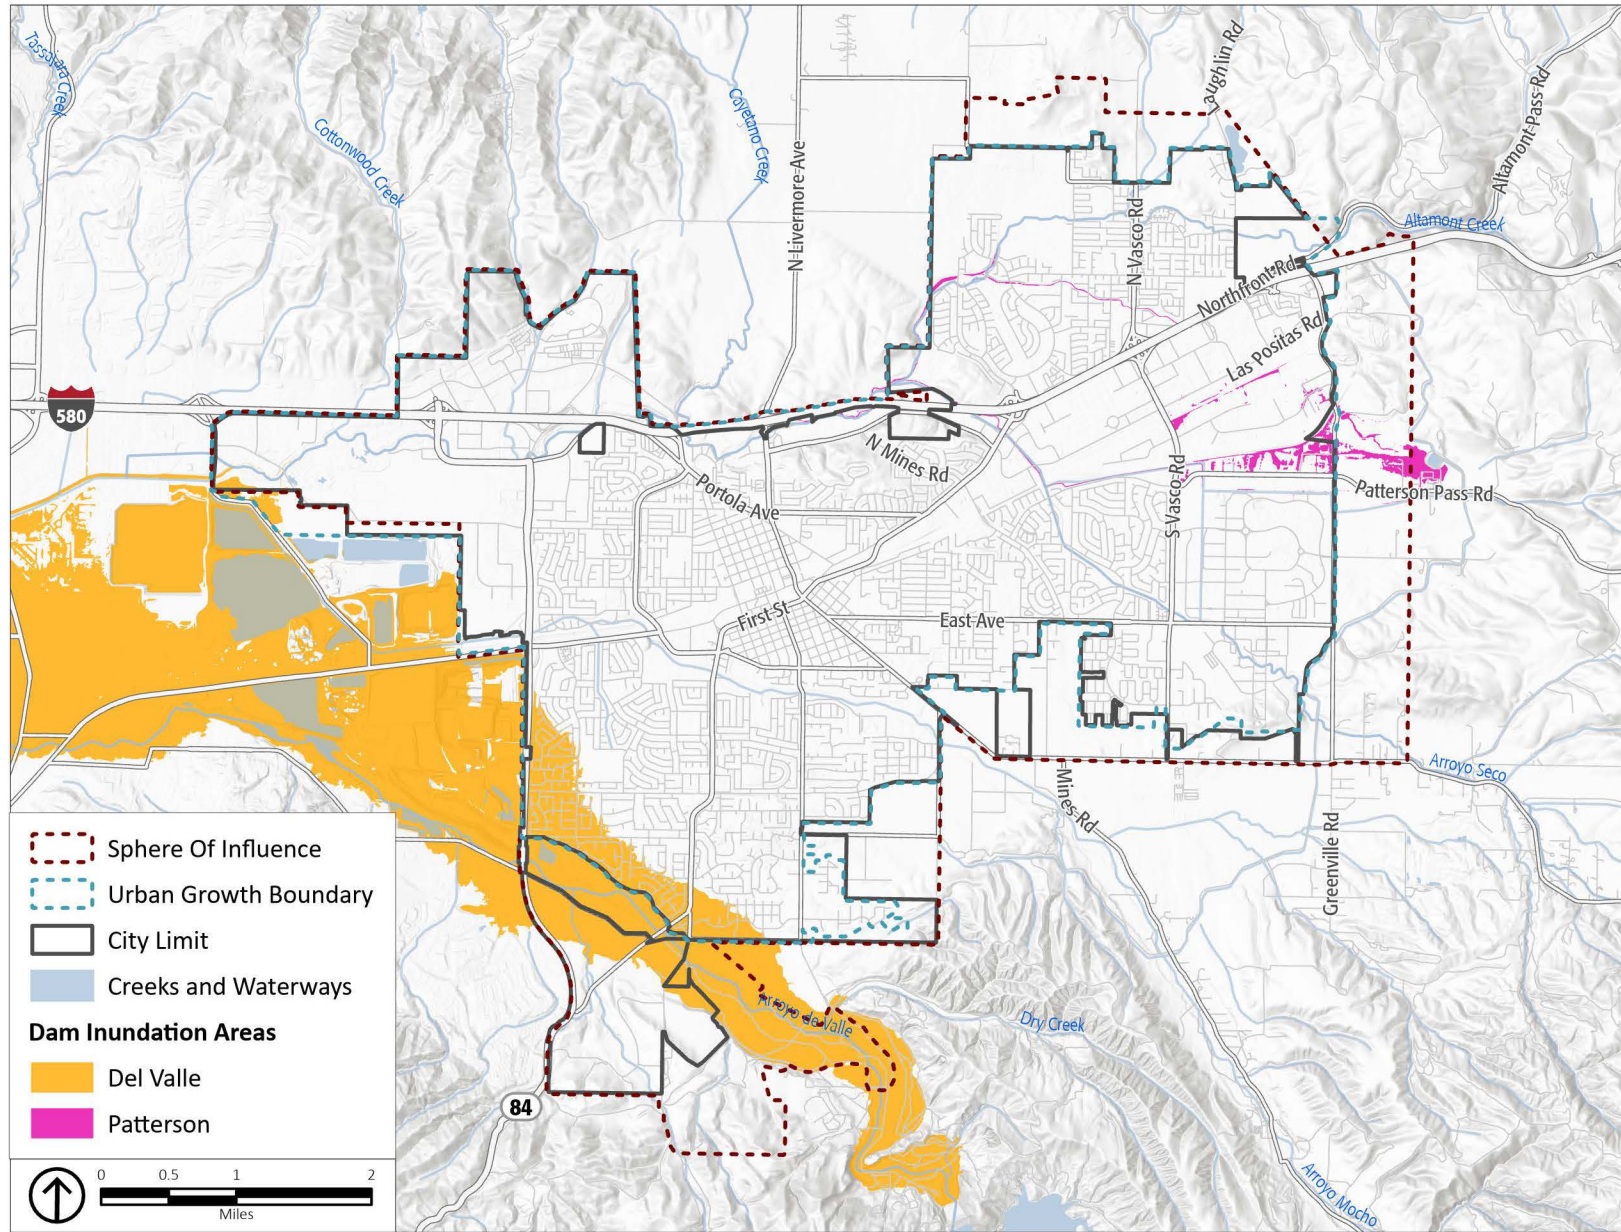 Tassajara Creek
Cottonwood Creek
Cayetano Creek
N Livermore Ave
Laughlin Rd
Altamont Pass Rd
Altamont Creek
N Vasco Rd
Northfront Rd
Las Positas Rd
580
N Mines Rd
Portola Ave
S Vasco Rd
Patterson Pass Rd
First St
East Ave
Arroyo Seco
Mines Rd
Greenville Rd
Arroyo de Valle
Dry Creek
84
Arroyo Mocho
Sphere Of Influence
Urban Growth Boundary
City Limit
Creeks and Waterways
Dam Inundation Areas
Del Valle
Patterson
0 0.5 1 2
Miles